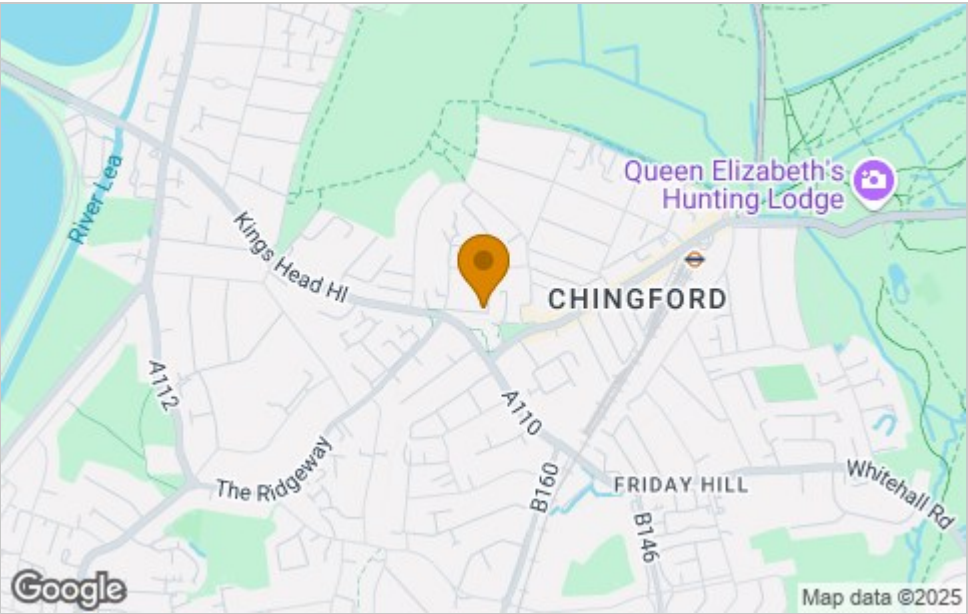 Queen Elizabeth's
Hunting Lodge
River Lea
Kings Head Hl
CHINGFORD
A112
A110
The Ridgeway
B160
FRIDAY HILL
Whitehall Rd
B146
Google
Map data ©2025